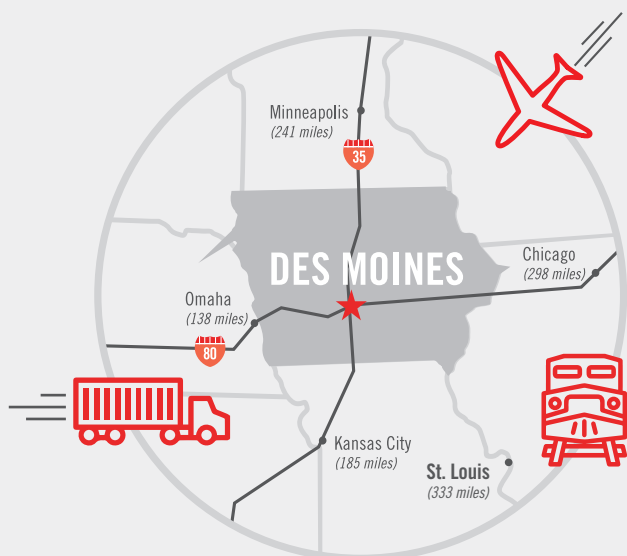 Minneapolis
(241 miles)
35
DES MOINES
Chicago
(298 miles)
Omaha
(138 miles)
80
Kansas City
(185 miles)
St. Louis
(333 miles)